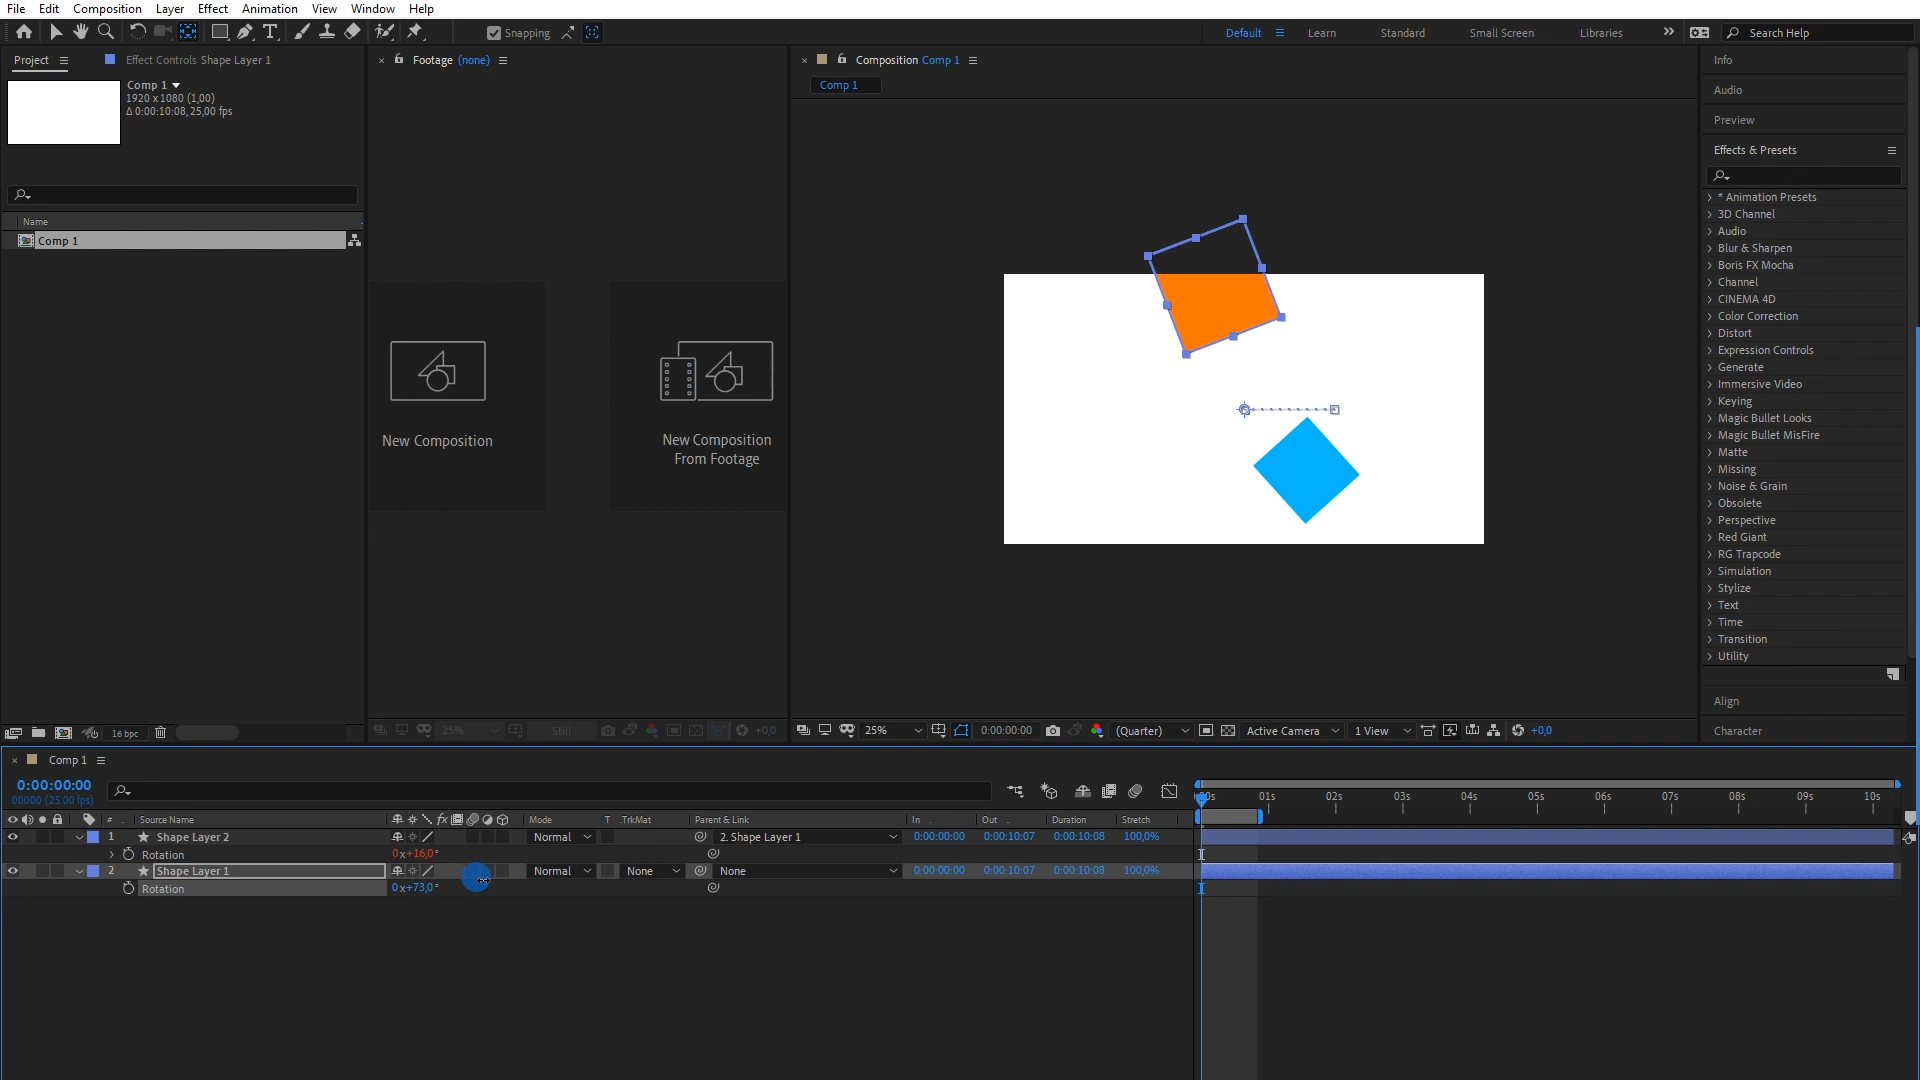 File Edit Composition Layer Effect Animation View Window Help
Snapping
Default Learn Standard Small Screen Libraries Search Help
Project Effect Controls Shape Layer 1
Comp 1
1920 x 1080 (1,00)
Δ 0:00:10:08, 25,00 fps
Name
Comp 1
16 bpc
Footage (none)
New Composition
New Composition
From Footage
25% Still +0,0
Composition Comp 1
Comp 1
25% 0:00:00:00 (Quarter) Active Camera 1 View +0,0
Info
Audio
Preview
Effects & Presets
* Animation Presets
3D Channel
Audio
Blur & Sharpen
Boris FX Mocha
Channel
CINEMA 4D
Color Correction
Distort
Expression Controls
Generate
Immersive Video
Keying
Magic Bullet Looks
Magic Bullet MisFire
Matte
Missing
Noise & Grain
Obsolete
Perspective
Red Giant
RG Trapcode
Simulation
Stylize
Text
Time
Transition
Utility
Align
Character
Comp 1
0:00:00:00
00000 (25.00 fps)
:00s 01s 02s 03s 04s 05s 06s 07s 08s 09s 10s
# Source Name Mode T .TrkMat Parent & Link In Out Duration Stretch
1 Shape Layer 2 Normal 2. Shape Layer 1 0:00:00:00 0:00:10:07 0:00:10:08 100,0%
Rotation 0x+16,0°
2 Shape Layer 1 Normal None None 0:00:00:00 0:00:10:07 0:00:10:08 100,0%
Rotation 0x+73,0°